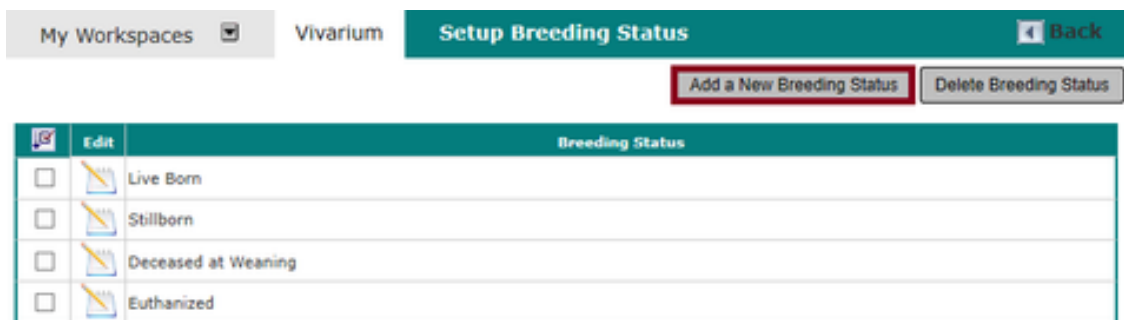 My Workspaces Vivarium Setup Breeding Status Back
Add a New Breeding Status Delete Breeding Status
Edit Breeding Status
Live Born
Stillborn
Deceased at Weaning
Euthanized